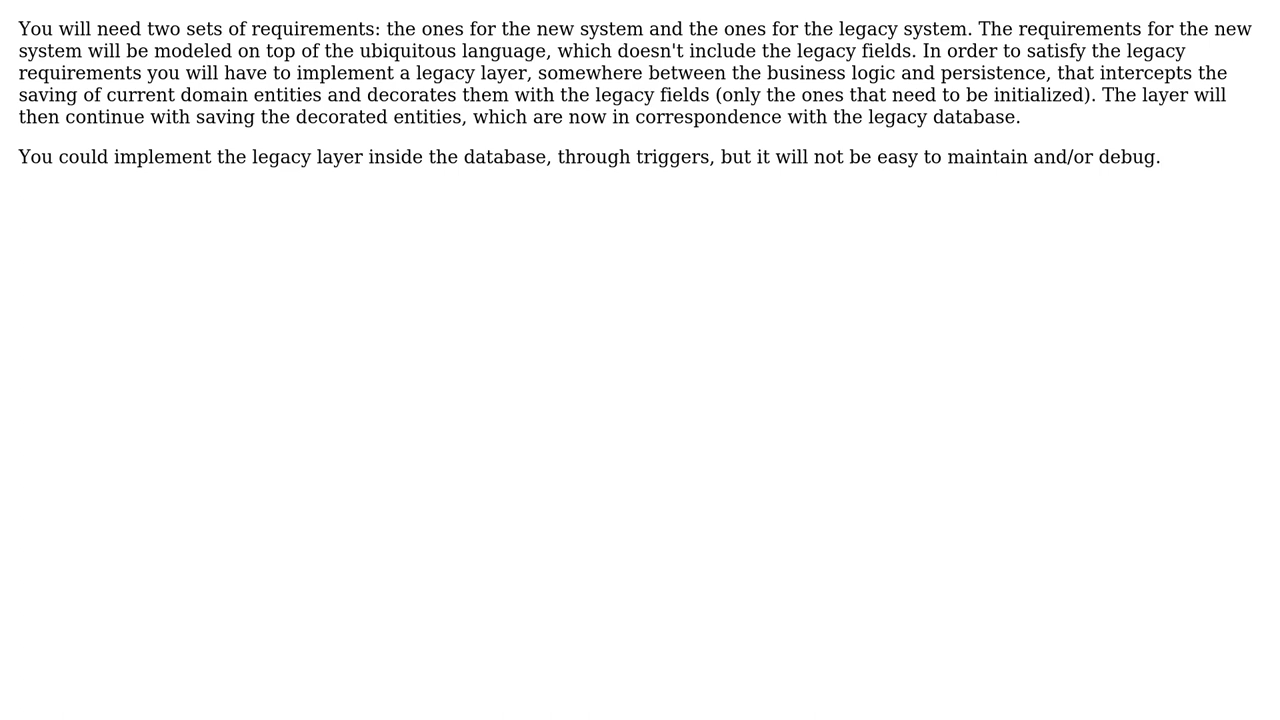 You will need two sets of requirements: the ones for the new system and the ones for the legacy system. The requirements for the new
system will be modeled on top of the ubiquitous language, which doesn't include the legacy fields. In order to satisfy the legacy
requirements you will have to implement a legacy layer, somewhere between the business logic and persistence, that intercepts the
saving of current domain entities and decorates them with the legacy fields (only the ones that need to be initialized). The layer will
then continue with saving the decorated entities, which are now in correspondence with the legacy database.
You could implement the legacy layer inside the database, through triggers, but it will not be easy to maintain and/or debug.